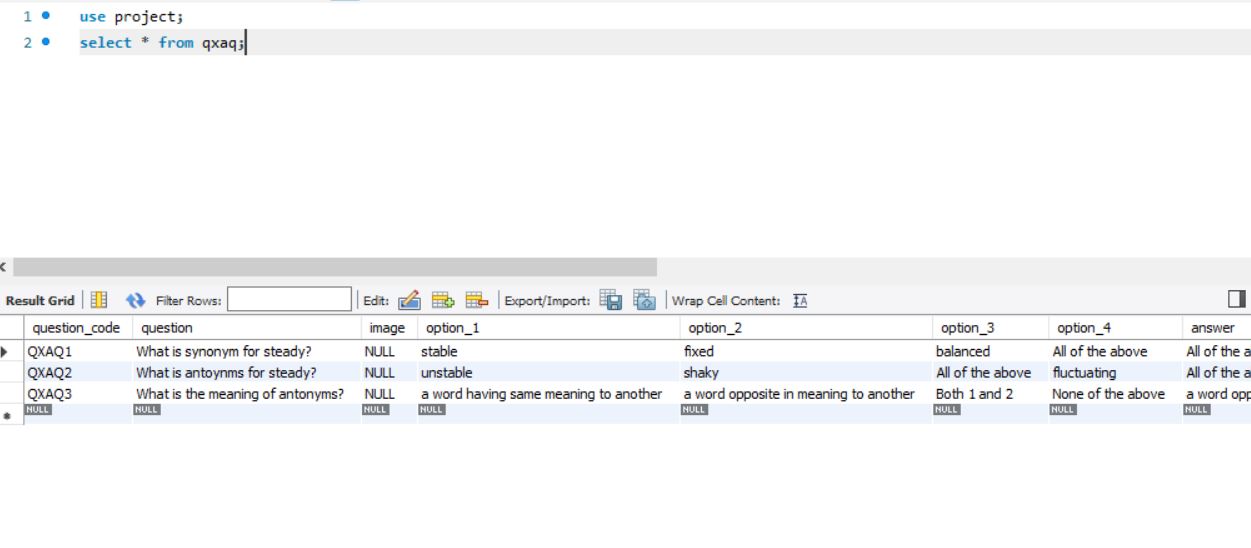 1 use project;
2 select * from qxaq;
Result Grid Filter Rows: Edit: Export/Import: Wrap Cell Content: IA
question_code question image option_1 option_2 option_3 option_4 answer
QXAQ1 What is synonym for steady? NULL stable fixed balanced All of the above All of the a
QXAQ2 What is antoynms for steady? NULL unstable shaky All of the above fluctuating All of the a
QXAQ3 What is the meaning of antonyms? NULL a word having same meaning to another a word opposite in meaning to another Both 1 and 2 None of the above a word opp
NULL NULL NULL NULL NULL NULL NULL NULL